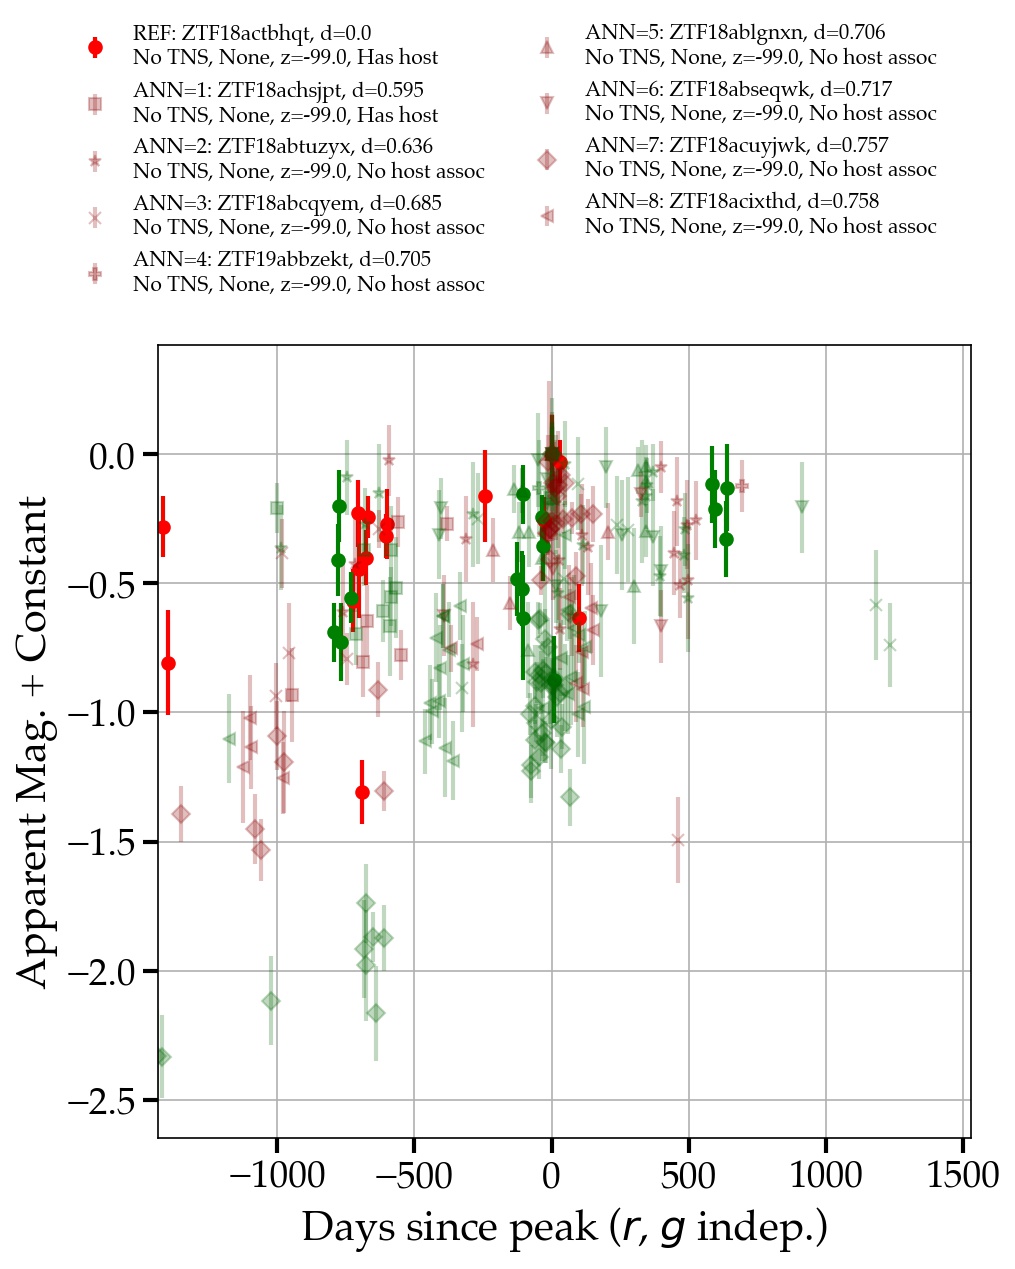 REF: ZTF18actbhqt, d=0.0
No TNS, None, z=-99.0, Has host
ANN=1: ZTF18achsjpt, d=0.595
No TNS, None, z=-99.0, Has host
ANN=2: ZTF18abtuzyx, d=0.636
No TNS, None, z=-99.0, No host assoc
ANN=3: ZTF18abcqyem, d=0.685
No TNS, None, z=-99.0, No host assoc
ANN=4: ZTF19abbzekt, d=0.705
No TNS, None, z=-99.0, No host assoc
ANN=5: ZTF18ablgnxn, d=0.706
No TNS, None, z=-99.0, No host assoc
ANN=6: ZTF18abseqwk, d=0.717
No TNS, None, z=-99.0, No host assoc
ANN=7: ZTF18acuyjwk, d=0.757
No TNS, None, z=-99.0, No host assoc
ANN=8: ZTF18acixthd, d=0.758
No TNS, None, z=-99.0, No host assoc
Apparent Mag. + Constant
0.0
−0.5
−1.0
−1.5
−2.0
−2.5
−1000 −500 0 500 1000 1500
Days since peak (r, g indep.)